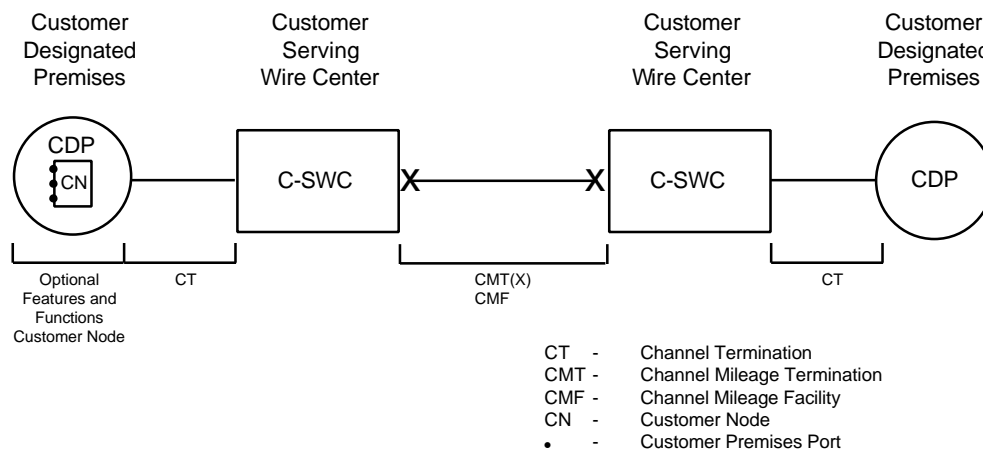 Customer
Designated
Premises
Customer
Serving
Wire Center
Customer
Serving
Wire Center
Customer
Designated
Premises
CDP
CN
C-SWC
X
X
C-SWC
CDP
Optional
Features and
Functions
Customer Node
CT
CMT(X)
CMF
CT
CT - Channel Termination
CMT - Channel Mileage Termination
CMF - Channel Mileage Facility
CN - Customer Node
• - Customer Premises Port